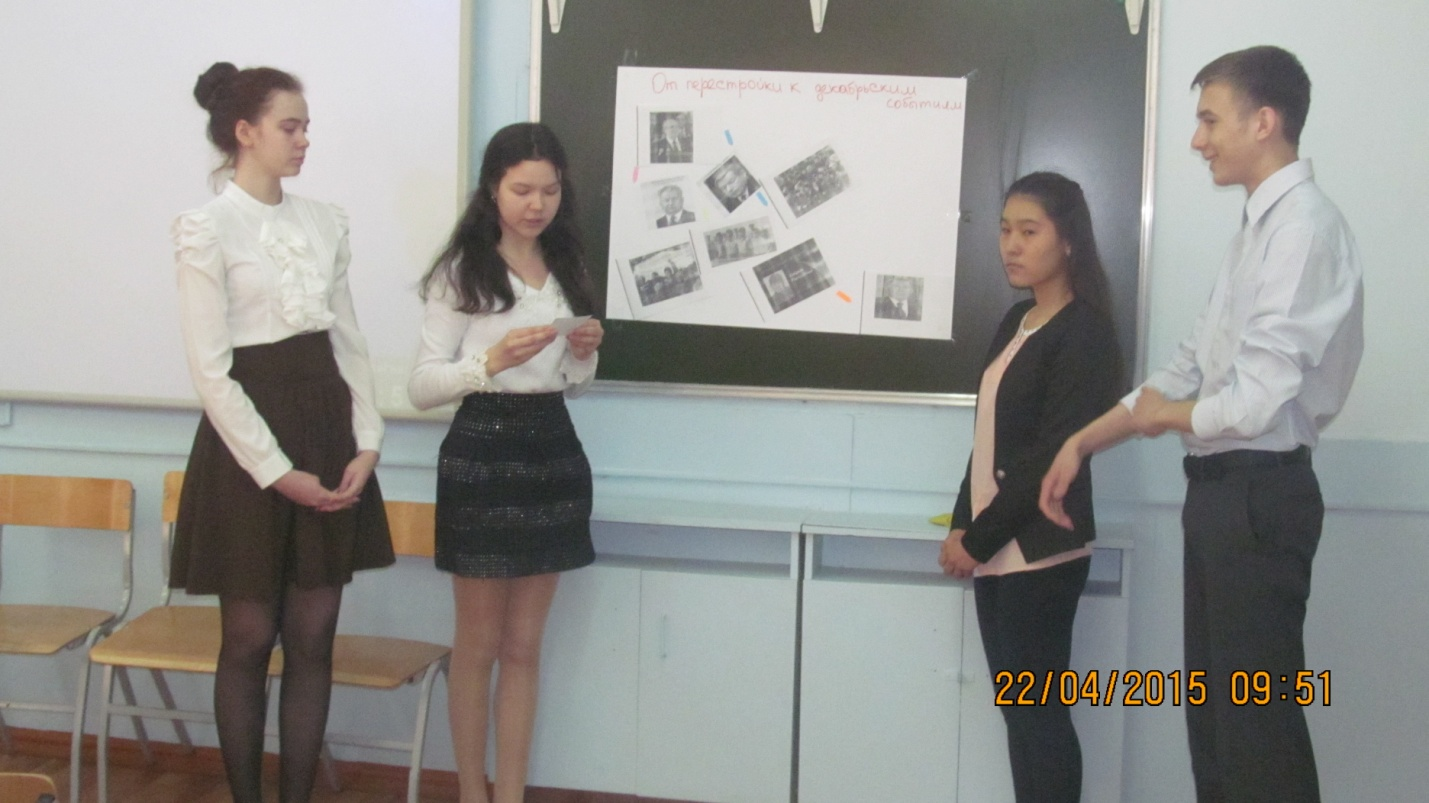 От перестройки к декабрьским
событиям
22/04/2015 09:51